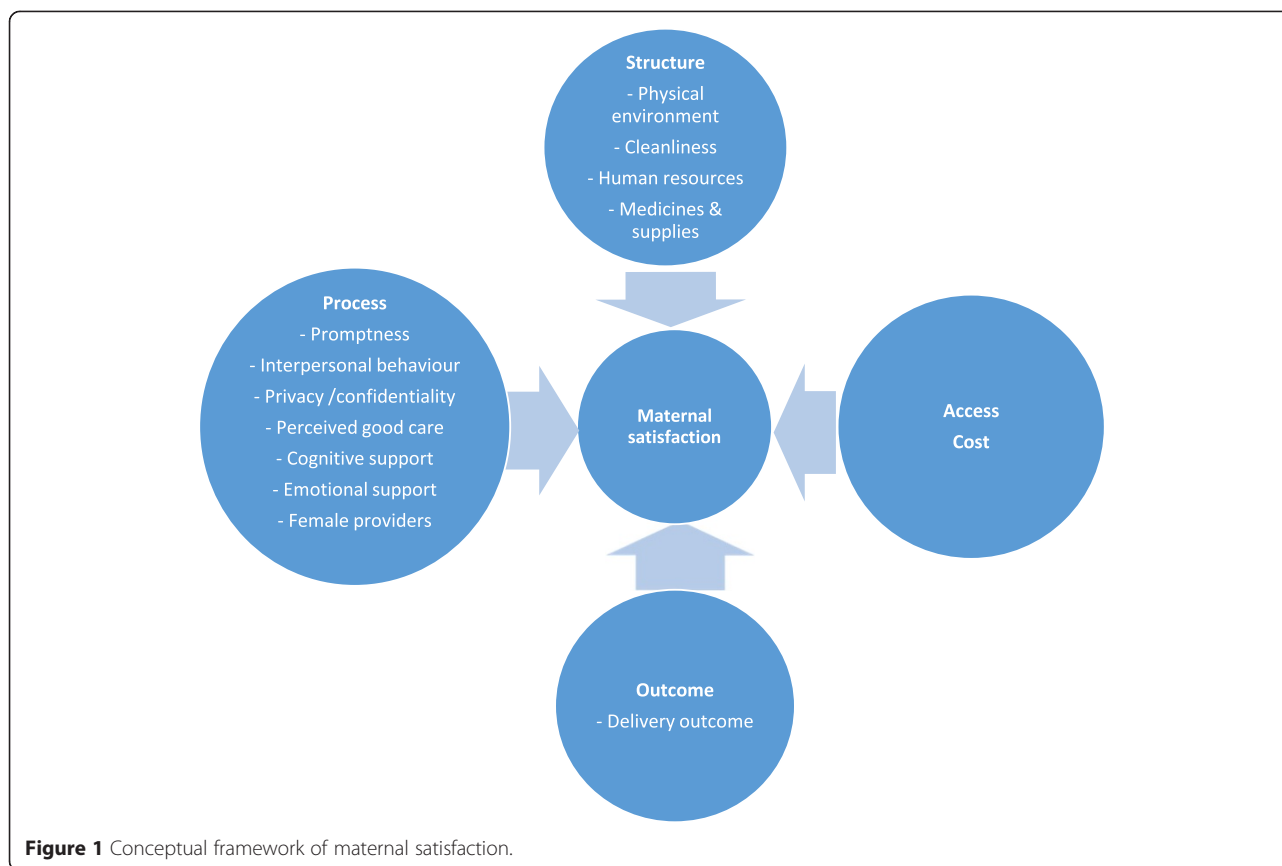 Structure
- Physical
environment
- Cleanliness
- Human resources
- Medicines &
supplies
Process
- Promptness
- Interpersonal behaviour
- Privacy /confidentiality
- Perceived good care
- Cognitive support
- Emotional support
- Female providers
Maternal
satisfaction
Access
Cost
Outcome
- Delivery outcome
Figure 1 Conceptual framework of maternal satisfaction.